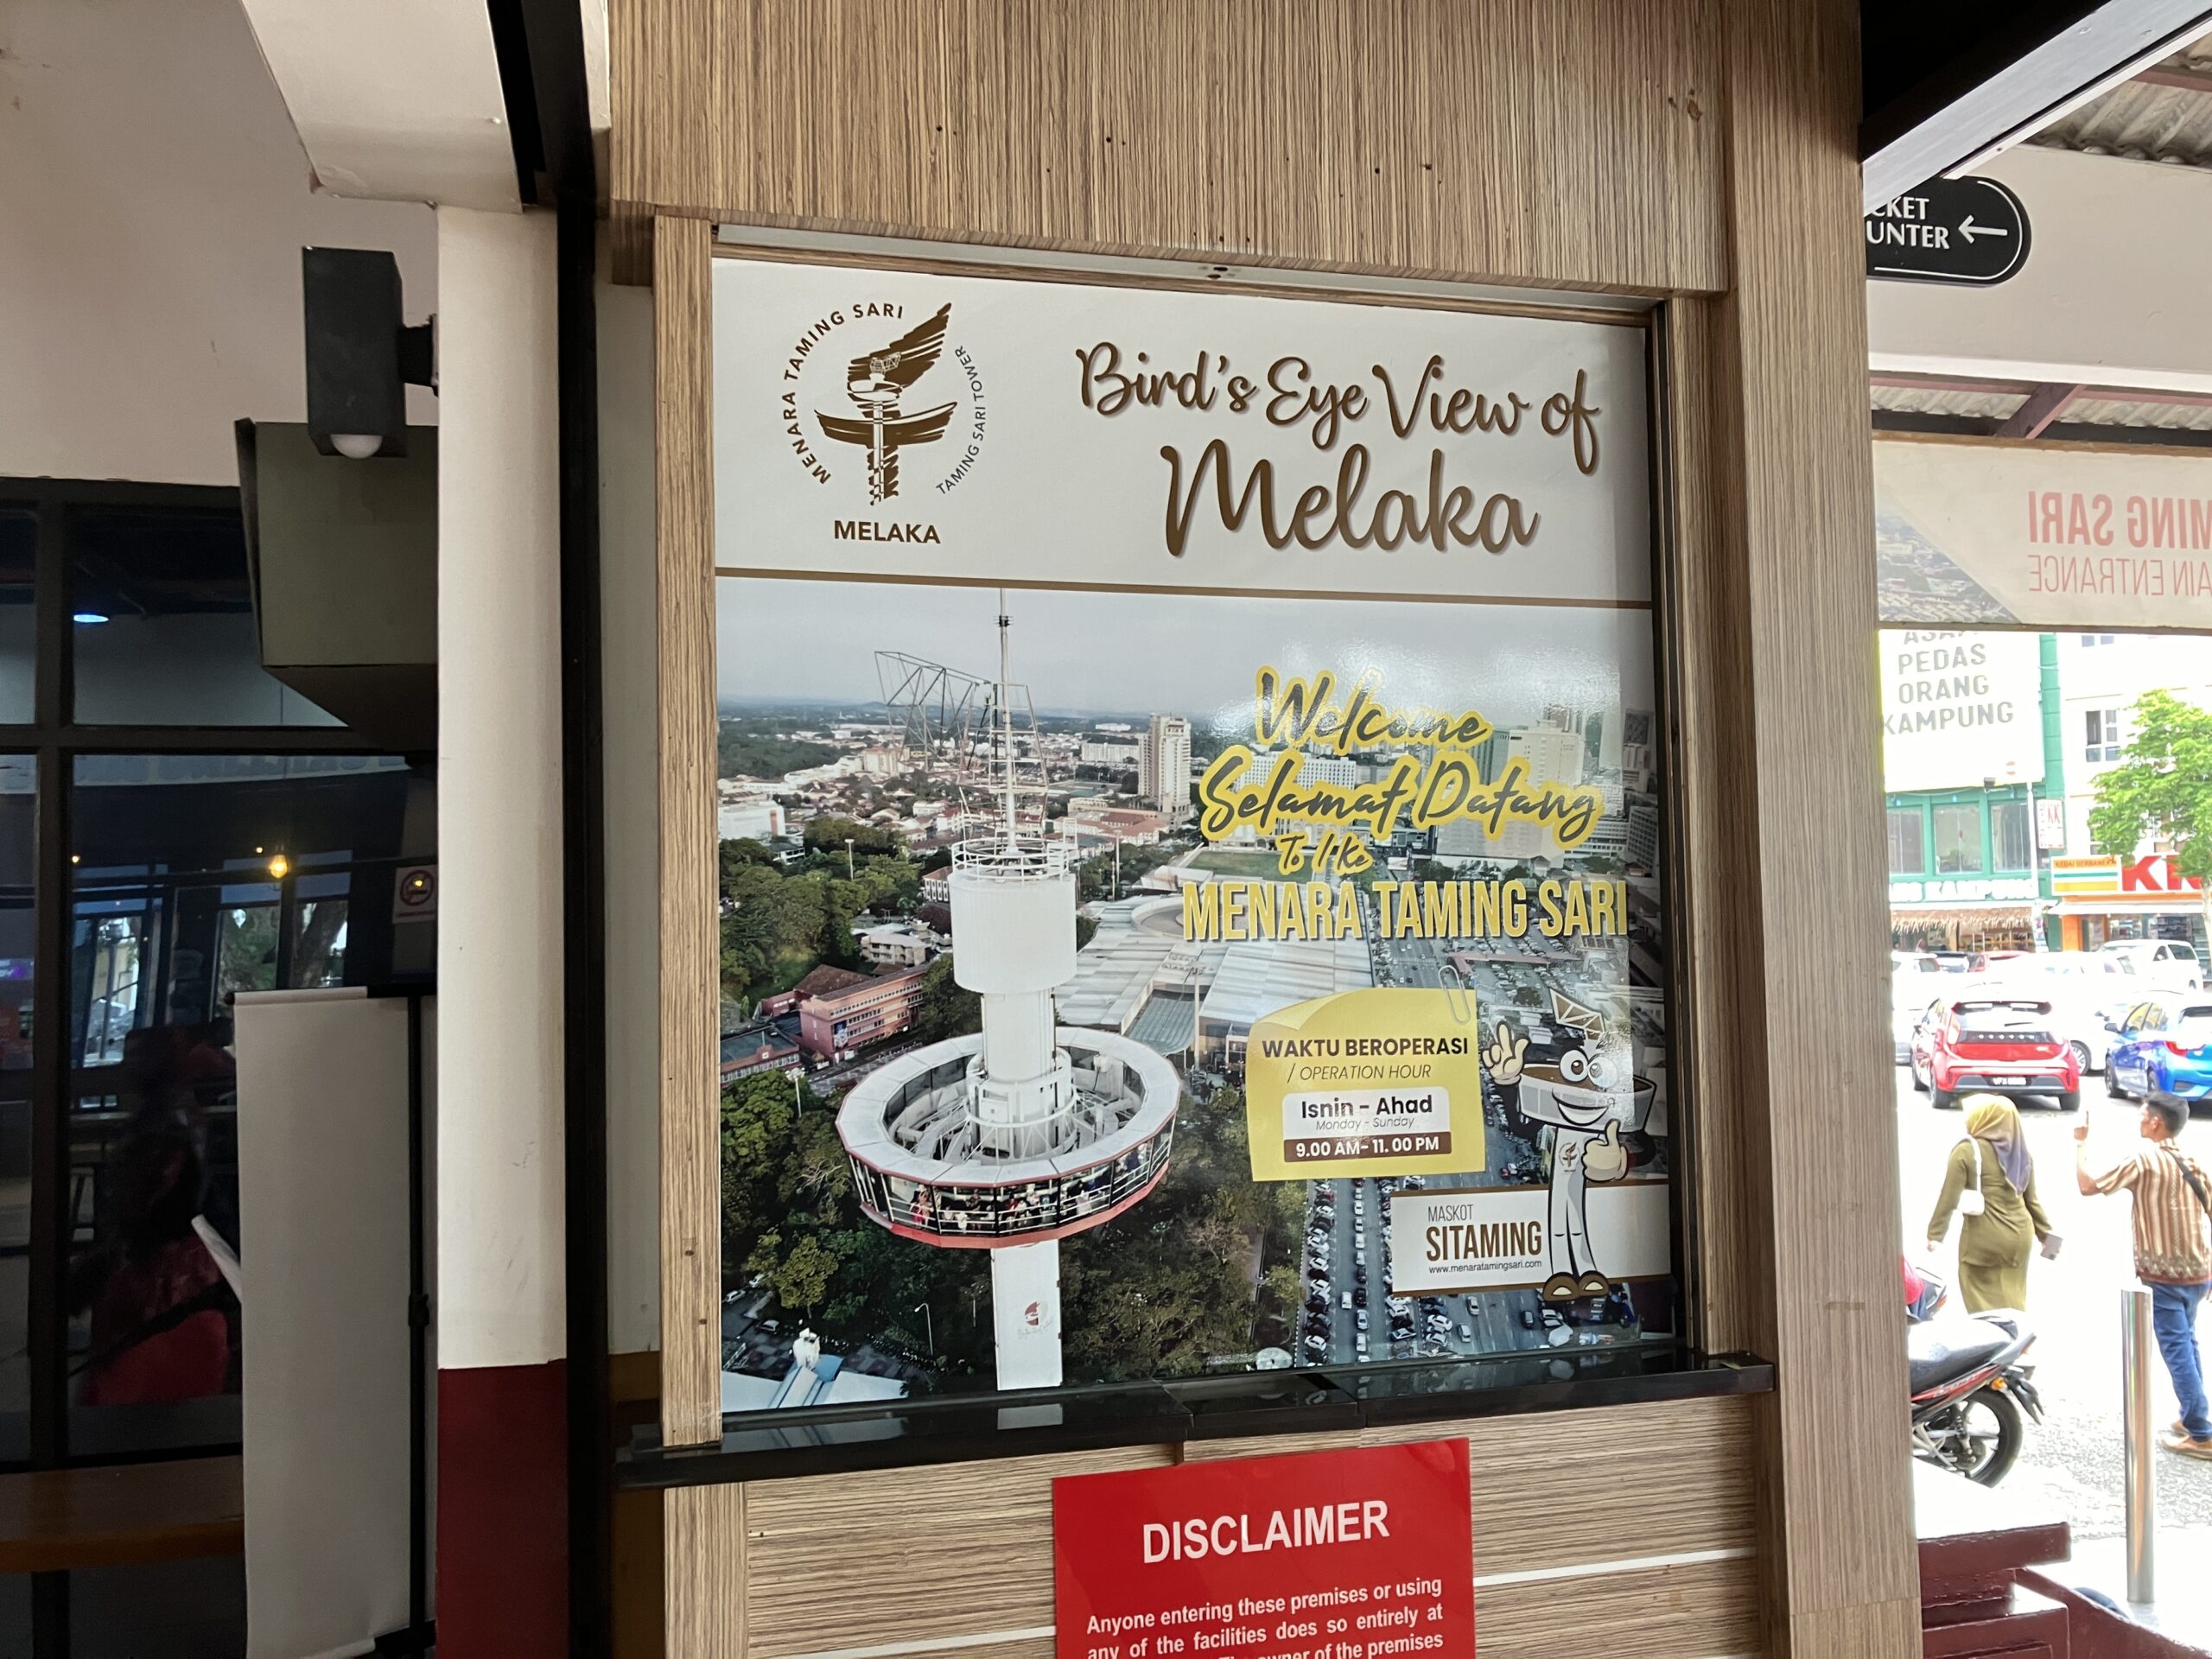 MENARA TAMING SARI
TAMING SARI TOWER
MELAKA
Bird's Eye View of
Melaka
Welcome
Selamat Datang
To / Ke
MENARA TAMING SARI
WAKTU BEROPERASI
/ OPERATION HOUR
Isnin - Ahad
Monday - Sunday
9.00 AM- 11. 00 PM
MASKOT
SITAMING
www.menaratamingsari.com
DISCLAIMER
Anyone entering these premises or using
any of the facilities does so entirely at
owner of the premises
CKET
UNTER
MING SARI
AIN ENTRANCE
PEDAS
ORANG
KAMPUNG